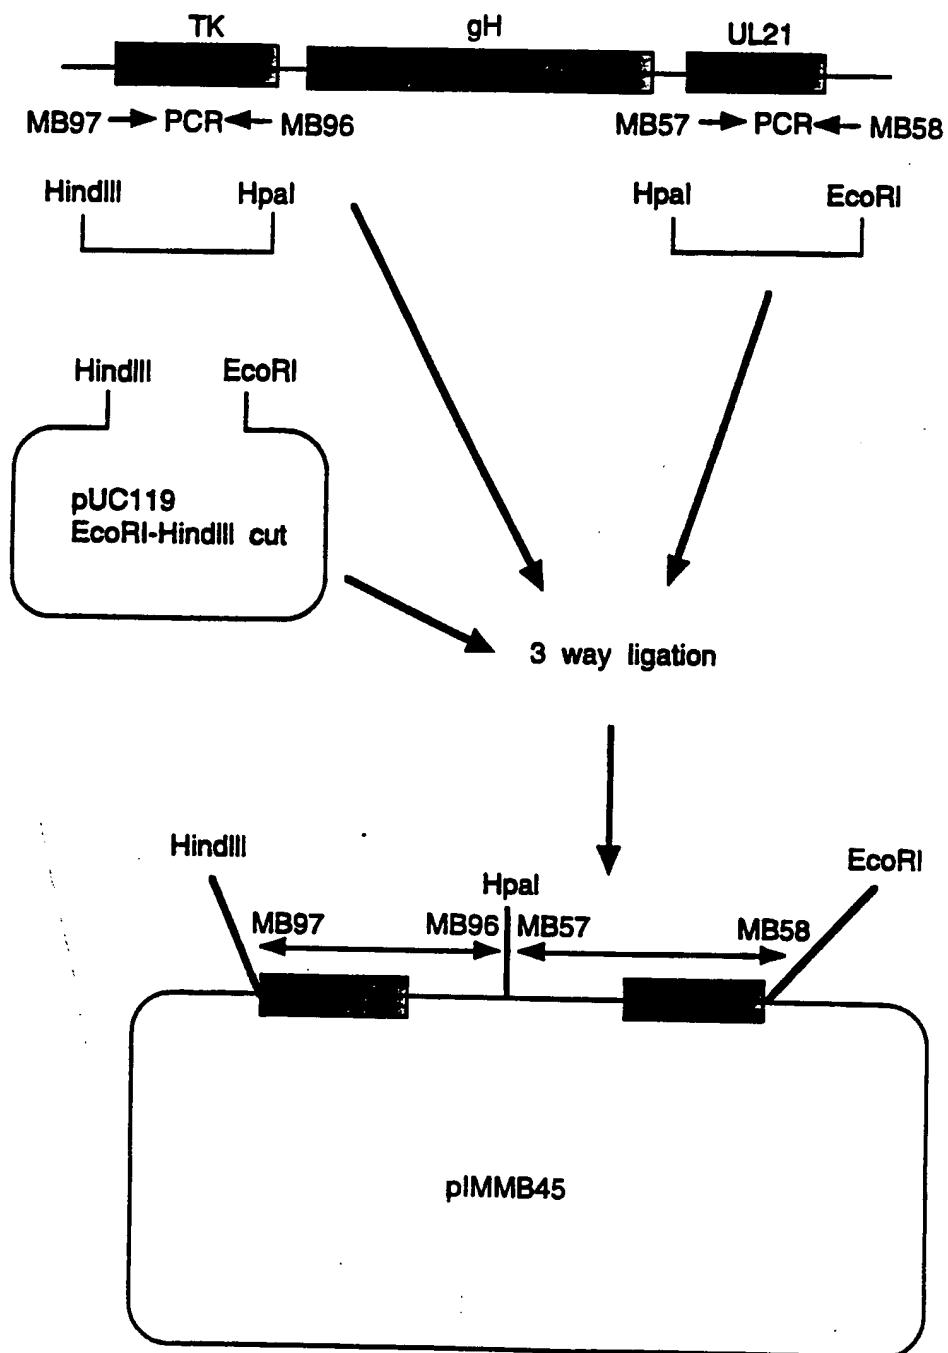 TK gH UL21
MB97 PCR MB96 MB57 PCR MB58
HindIII HpaI HpaI EcoRI
HindIII EcoRI
pUC119
EcoRI-HindIII cut
3 way ligation
HindIII HpaI EcoRI
MB97 MB96 MB57 MB58
pIMMB45